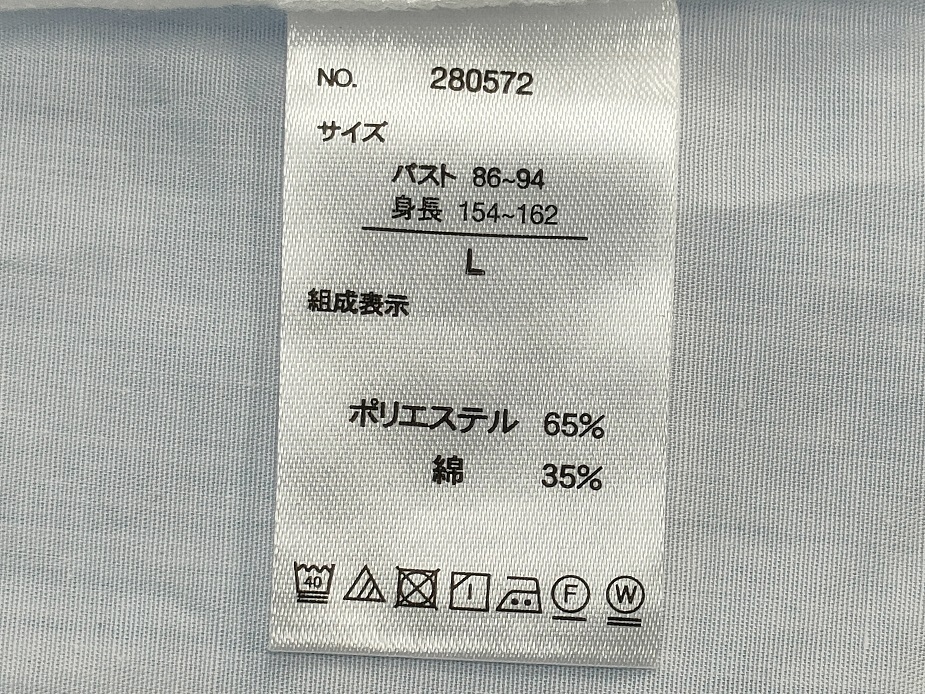 NO. 280572
サイズ
バスト 86~94
身長 154~162
L
組成表示
ポリエステル 65%
綿 35%
40 F W